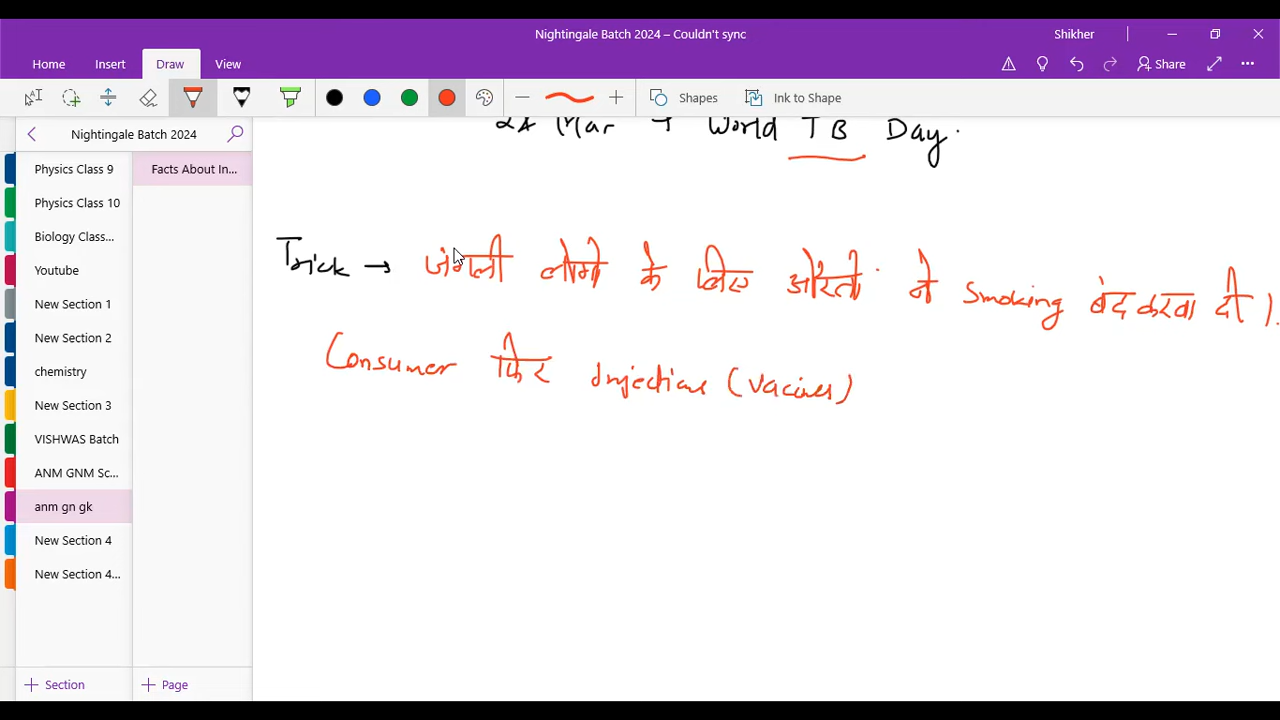 Nightingale Batch 2024 – Couldn't sync
Shikher
Home Insert Draw View
Share
Shapes
Ink to Shape
Nightingale Batch 2024
Physics Class 9
Physics Class 10
Biology Class...
Youtube
New Section 1
New Section 2
chemistry
New Section 3
VISHWAS Batch
ANM GNM Sc...
anm gn gk
New Section 4
New Section 4...
Section
Facts About In...
Page
24 Mar → World TB Day.
Trick → जंगली लोगो के लिए औरतो ने Smoking बंद करवा दी।
Consumer फिर Injections (Vacines)